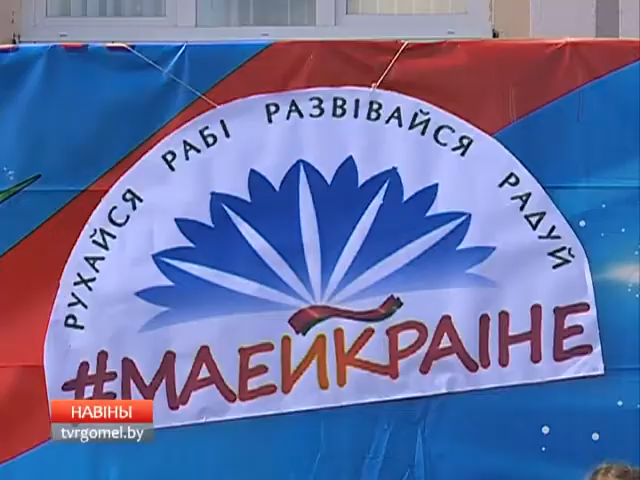 РУХАЙСЯ РАБІ РАЗВІВАЙСЯ РАДУЙ
#МАЕЙКРАІНЕ
НАВІНЫ
tvrgomel.by